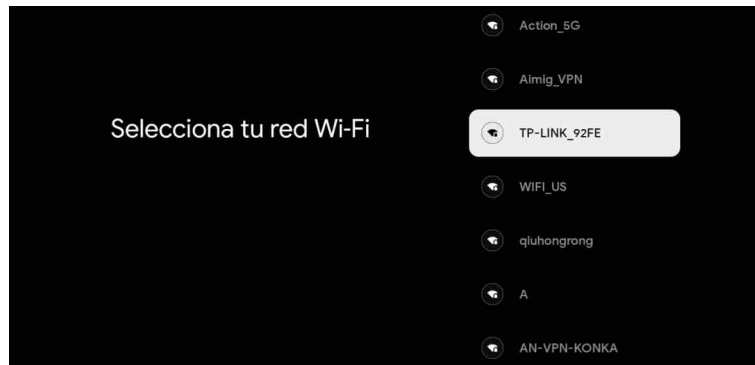 Selecciona tu red Wi-Fi
Action_5G
Aimig_VPN
TP-LINK_92FE
WIFI_US
qiuhongrong
A
AN-VPN-KONKA